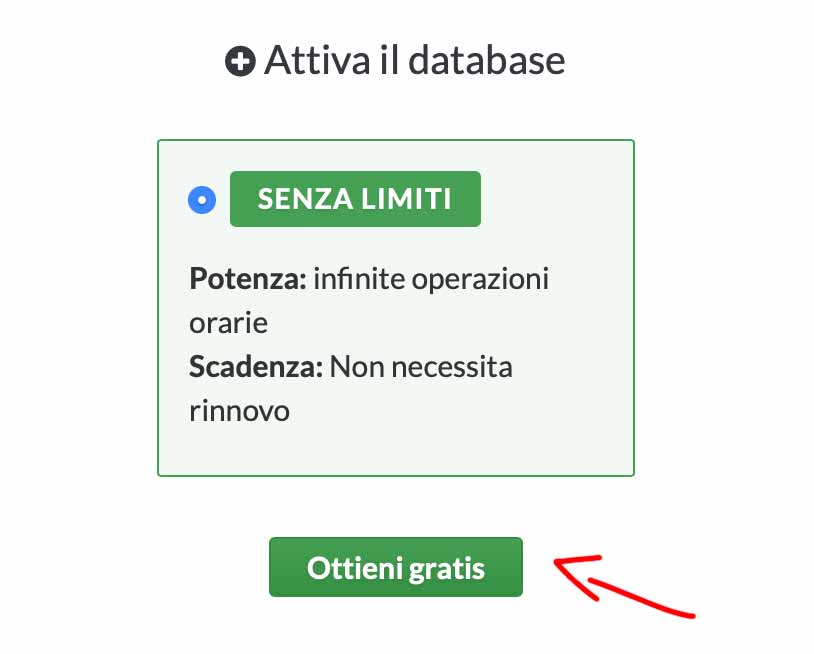 Attiva il database
SENZA LIMITI
Potenza: infinite operazioni
orarie
Scadenza: Non necessita
rinnovo
Ottieni gratis